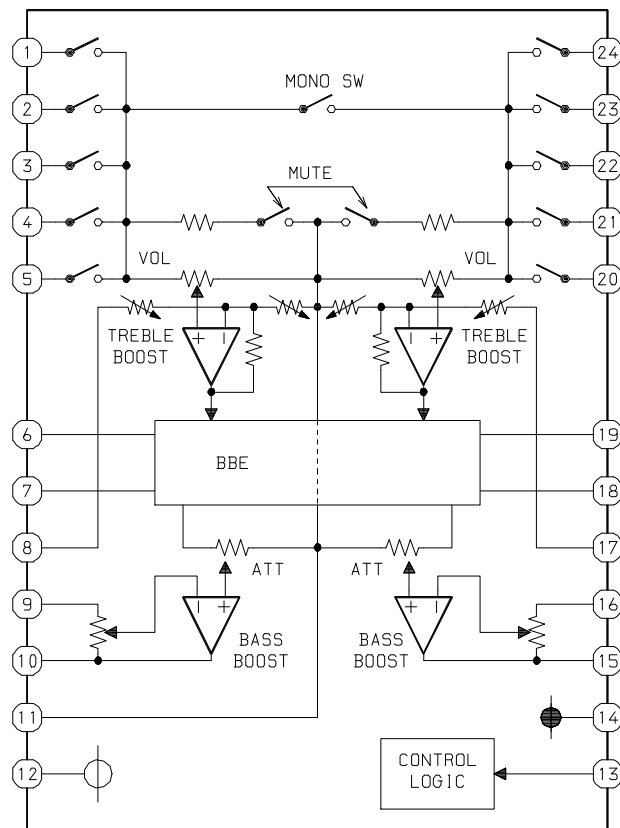 1
24
MONO SW
2
23
3
22
MUTE
4
21
VOL
VOL
5
20
TREBLE
BOOST
+ −
− +
TREBLE
BOOST
6
19
BBE
7
18
8
17
ATT
ATT
9
16
− +
+ −
BASS
BOOST
BASS
BOOST
10
15
11
14
CONTROL
LOGIC
12
13